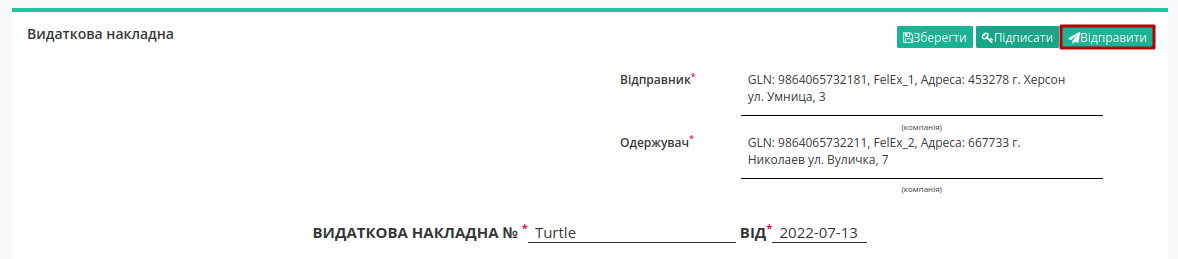 Видаткова накладна
Зберегти Підписати Відправити
Відправник* GLN: 9864065732181, FelEx_1, Адреса: 453278 г. Херсон
ул. Умница, 3
(компанія)
Одержувач* GLN: 9864065732211, FelEx_2, Адреса: 667733 г.
Николаев ул. Вуличка, 7
(компанія)
ВИДАТКОВА НАКЛАДНА № * Turtle ВІД* 2022-07-13